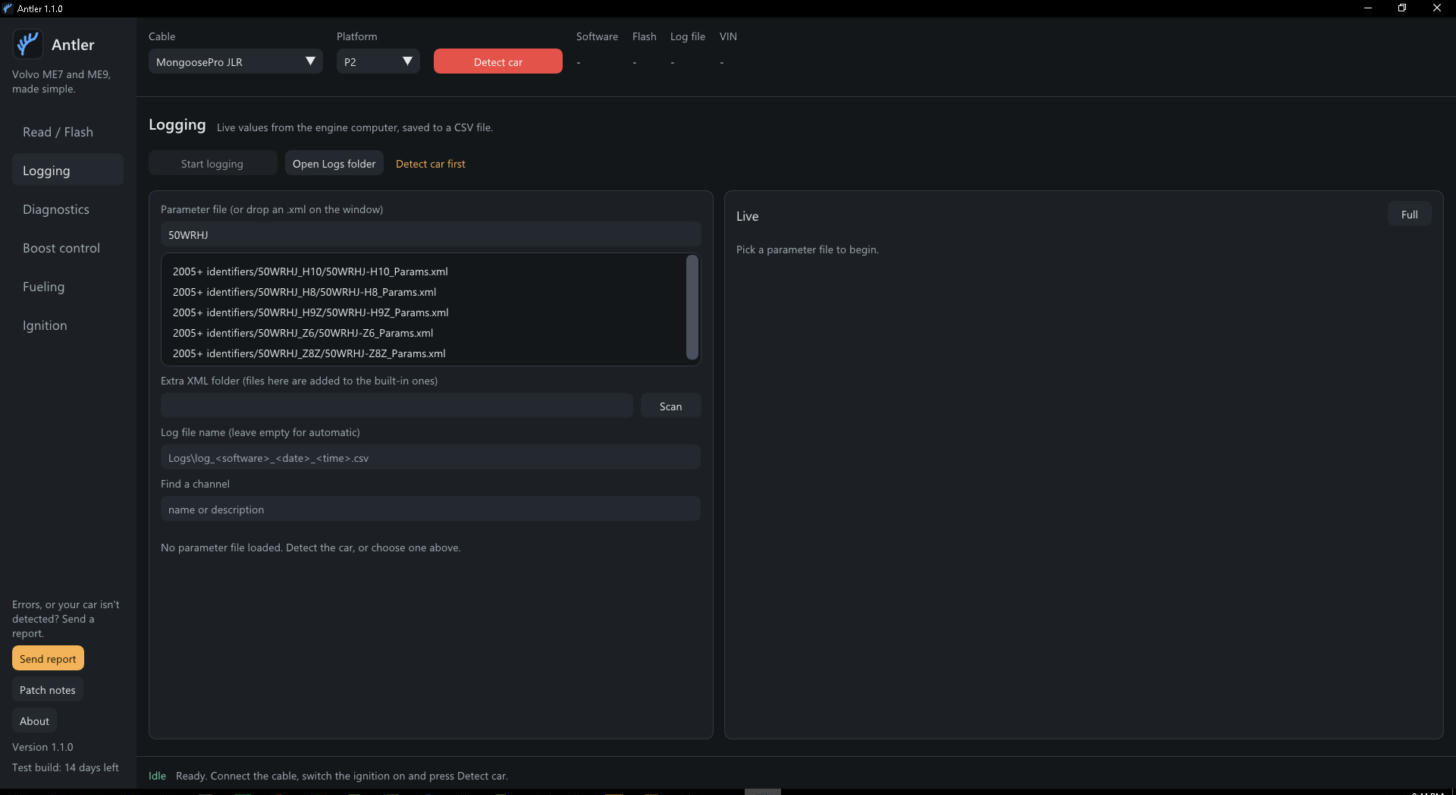 Antler 1.1.0
Antler
Volvo ME7 and ME9,
made simple.
Read / Flash
Logging
Diagnostics
Boost control
Fueling
Ignition
Errors, or your car isn't
detected? Send a
report.
Send report
Patch notes
About
Version 1.1.0
Test build: 14 days left
Cable
Platform
Software
Flash
Log file
VIN
MongoosePro JLR
P2
Detect car
-
-
-
-
Logging
Live values from the engine computer, saved to a CSV file.
Start logging
Open Logs folder
Detect car first
Parameter file (or drop an .xml on the window)
50WRHJ
2005+ identifiers/50WRHJ_H10/50WRHJ-H10_Params.xml
2005+ identifiers/50WRHJ_H8/50WRHJ-H8_Params.xml
2005+ identifiers/50WRHJ_H9Z/50WRHJ-H9Z_Params.xml
2005+ identifiers/50WRHJ_Z6/50WRHJ-Z6_Params.xml
2005+ identifiers/50WRHJ_Z8Z/50WRHJ-Z8Z_Params.xml
Extra XML folder (files here are added to the built-in ones)
Scan
Log file name (leave empty for automatic)
Logs\log_<software>_<date>_<time>.csv
Find a channel
name or description
No parameter file loaded. Detect the car, or choose one above.
Live
Full
Pick a parameter file to begin.
Idle
Ready. Connect the cable, switch the ignition on and press Detect car.